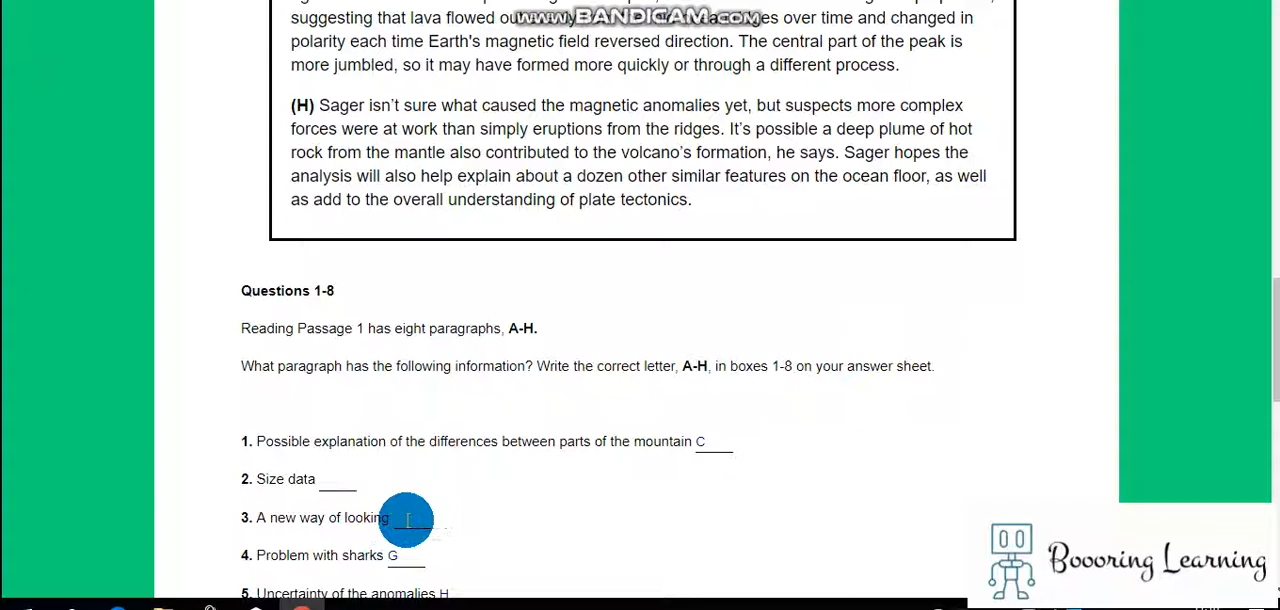 suggesting that lava flowed ou ges over time and changed in
www.BANDICAM.com
polarity each time Earth's magnetic field reversed direction. The central part of the peak is
more jumbled, so it may have formed more quickly or through a different process.
(H) Sager isn't sure what caused the magnetic anomalies yet, but suspects more complex
forces were at work than simply eruptions from the ridges. It's possible a deep plume of hot
rock from the mantle also contributed to the volcano's formation, he says. Sager hopes the
analysis will also help explain about a dozen other similar features on the ocean floor, as well
as add to the overall understanding of plate tectonics.
Questions 1-8
Reading Passage 1 has eight paragraphs, A-H.
What paragraph has the following information? Write the correct letter, A-H, in boxes 1-8 on your answer sheet.
1. Possible explanation of the differences between parts of the mountain C
2. Size data
3. A new way of looking
4. Problem with sharks G
5. Uncertainty of the anomalies H
Boooring Learning